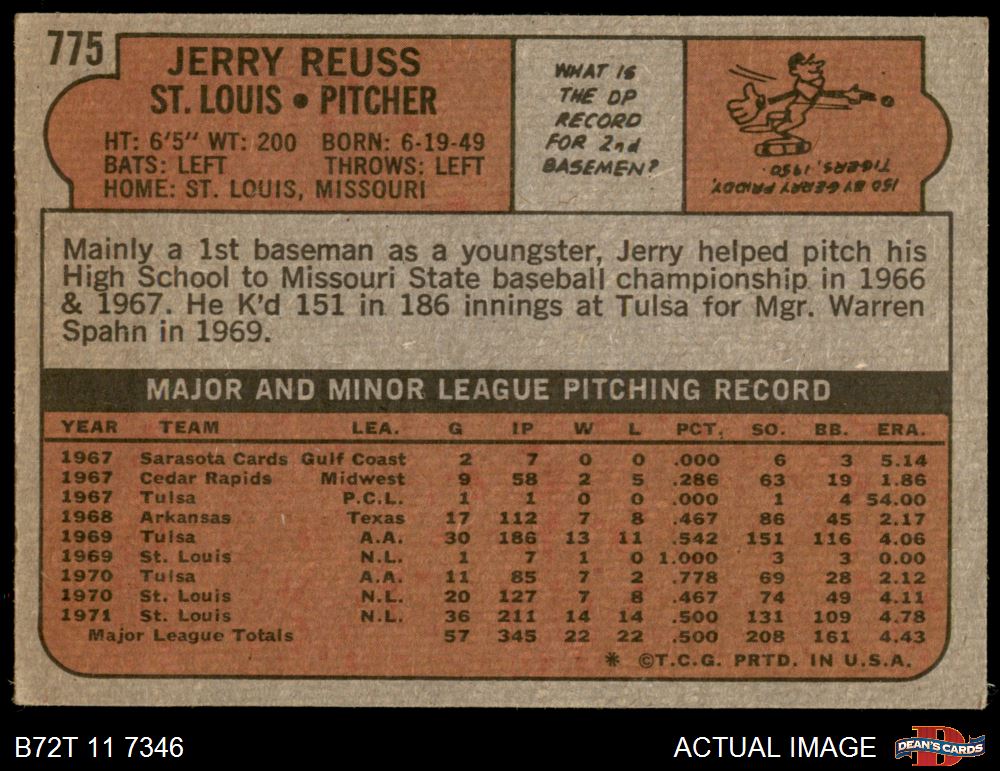 775
JERRY REUSS
ST. LOUIS • PITCHER
HT: 6'5" WT: 200 BORN: 6-19-49
BATS: LEFT THROWS: LEFT
HOME: ST. LOUIS, MISSOURI
WHAT IS
THE DP
RECORD
FOR 2nd
BASEMEN?
150 BY GERRY PRIDDY,
TIGERS, 1950.
Mainly a 1st baseman as a youngster, Jerry helped pitch his
High School to Missouri State baseball championship in 1966
& 1967. He K'd 151 in 186 innings at Tulsa for Mgr. Warren
Spahn in 1969.
MAJOR AND MINOR LEAGUE PITCHING RECORD
YEAR TEAM LEA. G IP W L PCT. SO. BB. ERA.
1967 Sarasota Cards Gulf Coast 2 7 0 0 .000 6 3 5.14
1967 Cedar Rapids Midwest 9 58 2 5 .286 63 19 1.86
1967 Tulsa P.C.L. 1 1 0 0 .000 1 4 54.00
1968 Arkansas Texas 17 112 7 8 .467 86 45 2.17
1969 Tulsa A.A. 30 186 13 11 .542 151 116 4.06
1969 St. Louis N.L. 1 7 1 0 1.000 3 3 0.00
1970 Tulsa A.A. 11 85 7 2 .778 69 28 2.12
1970 St. Louis N.L. 20 127 7 8 .467 74 49 4.11
1971 St. Louis N.L. 36 211 14 14 .500 131 109 4.78
Major League Totals 57 345 22 22 .500 208 161 4.43
* ©T.C.G. PRTD. IN U.S.A.
B72T 11 7346
ACTUAL IMAGE
DEAN'S CARDS